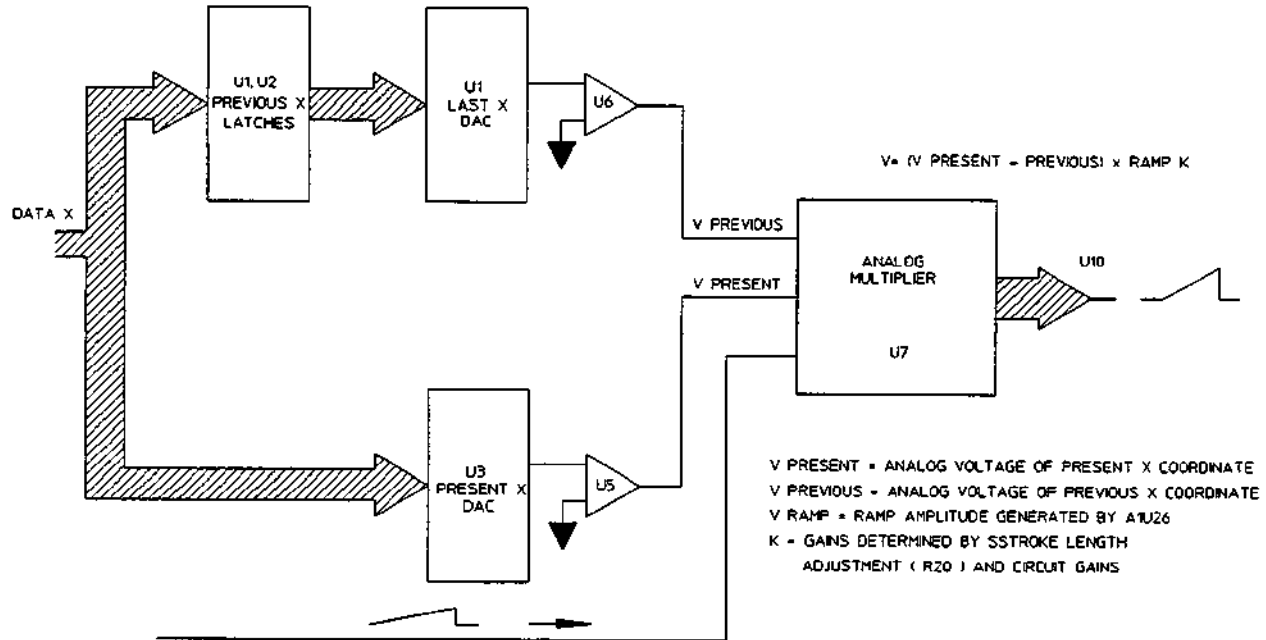 U1, U2
PREVIOUS X
LATCHES
U1
LAST X
DAC
U6
V= (V PRESENT - PREVIOUS) x RAMP K
DATA X
V PREVIOUS
V PRESENT
ANALOG
MULTIPLIER
U7
U10
U3
PRESENT X
DAC
U5
V PRESENT = ANALOG VOLTAGE OF PRESENT X COORDINATE
V PREVIOUS - ANALOG VOLTAGE OF PREVIOUS X COORDINATE
V RAMP = RAMP AMPLITUDE GENERATED BY A1U26
K - GAINS DETERMINED BY SSTROKE LENGTH
ADJUSTMENT ( R20 ) AND CIRCUIT GAINS